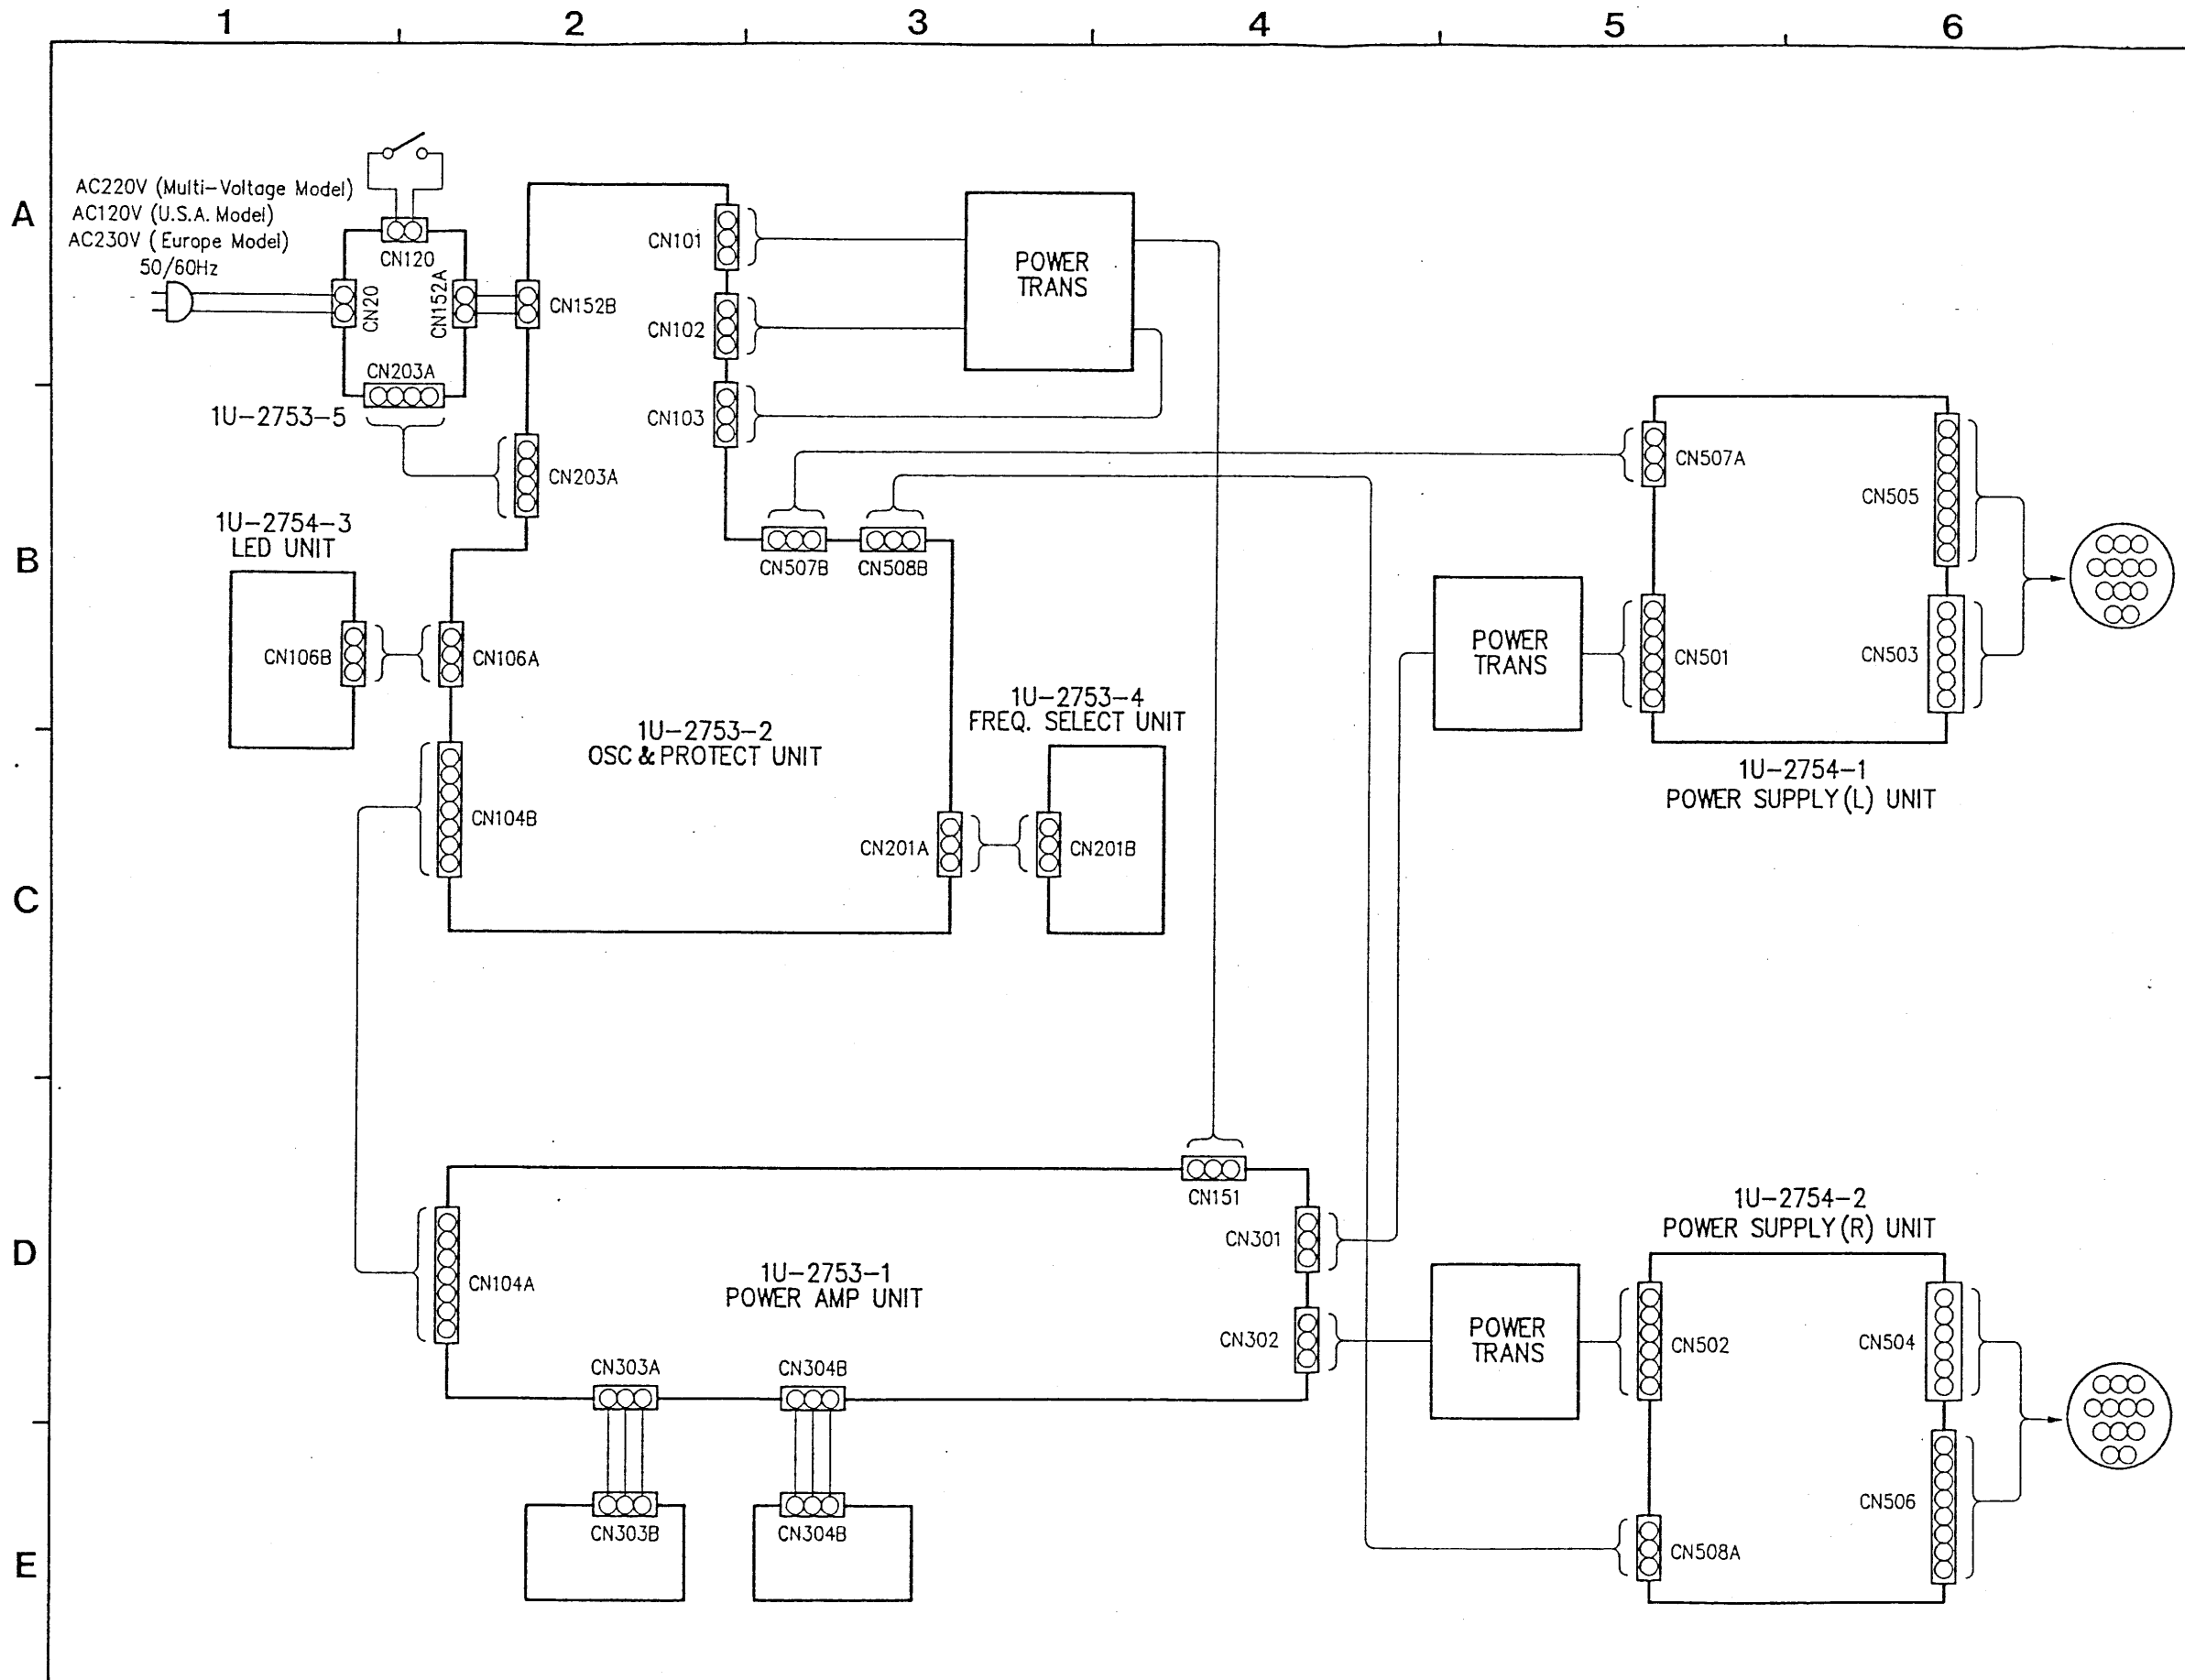 1 2 3 4 5 6
A
B
C
D
E
AC220V (Multi-Voltage Model)
AC120V (U.S.A. Model)
AC230V (Europe Model)
50/60Hz
CN120
CN20
CN152A
CN203A
1U-2753-5
CN152B
CN203A
CN101
CN102
CN103
POWER
TRANS
CN507B
CN508B
1U-2754-3
LED UNIT
CN106B
CN106A
1U-2753-2
OSC & PROTECT UNIT
CN104B
CN201A
1U-2753-4
FREQ. SELECT UNIT
CN201B
CN507A
CN505
POWER
TRANS
CN501
CN503
1U-2754-1
POWER SUPPLY (L) UNIT
CN151
CN301
CN104A
1U-2753-1
POWER AMP UNIT
CN302
CN303A
CN304B
CN303B
CN304B
1U-2754-2
POWER SUPPLY (R) UNIT
POWER
TRANS
CN502
CN504
CN506
CN508A